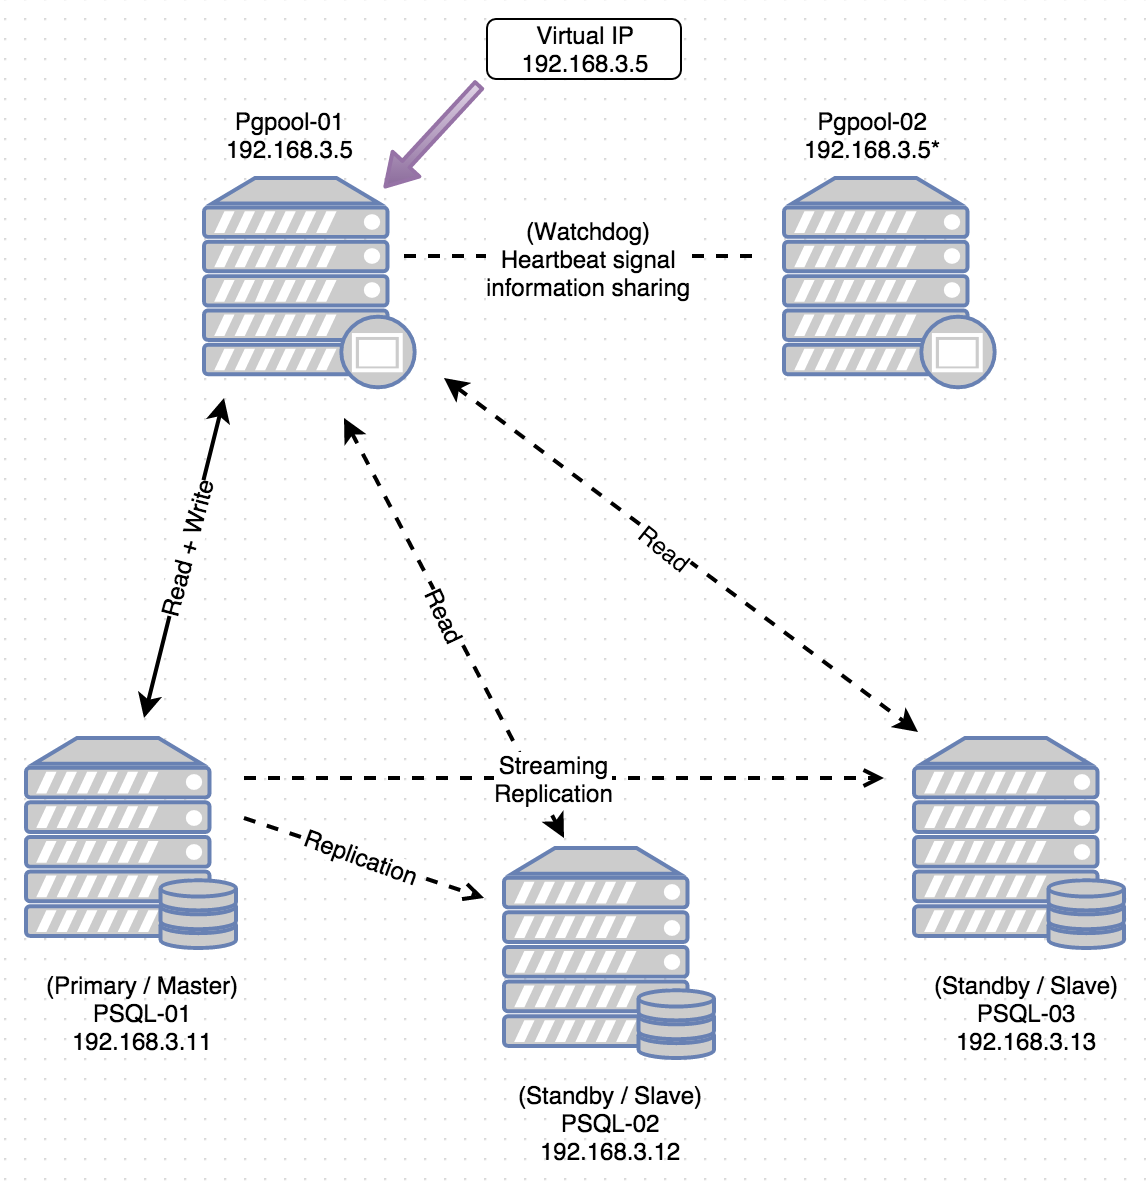 Virtual IP
192.168.3.5
Pgpool-01
192.168.3.5
Pgpool-02
192.168.3.5*
(Watchdog)
Heartbeat signal
information sharing
Read + Write
Read
Read
Streaming
Replication
Replication
(Primary / Master)
PSQL-01
192.168.3.11
(Standby / Slave)
PSQL-02
192.168.3.12
(Standby / Slave)
PSQL-03
192.168.3.13